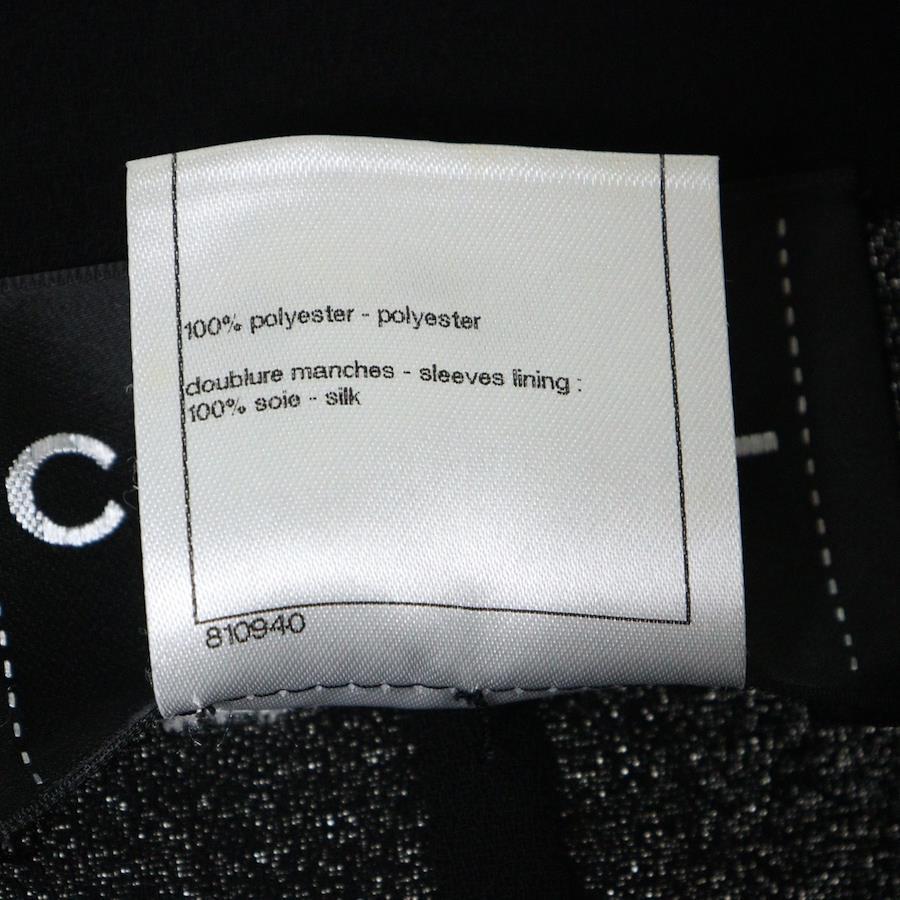 100% polyester - polyester
doublure manches - sleeves lining :
100% soie - silk
C
810940